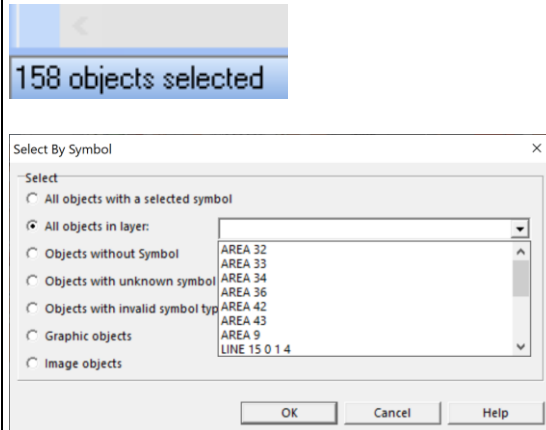 158 objects selected
Select By Symbol
Select
All objects with a selected symbol
All objects in layer:
Objects without Symbol
Objects with unknown symbol
Objects with invalid symbol typ
Graphic objects
Image objects
AREA 32
AREA 33
AREA 34
AREA 36
AREA 42
AREA 43
AREA 9
LINE 15 0 1 4
OK Cancel Help